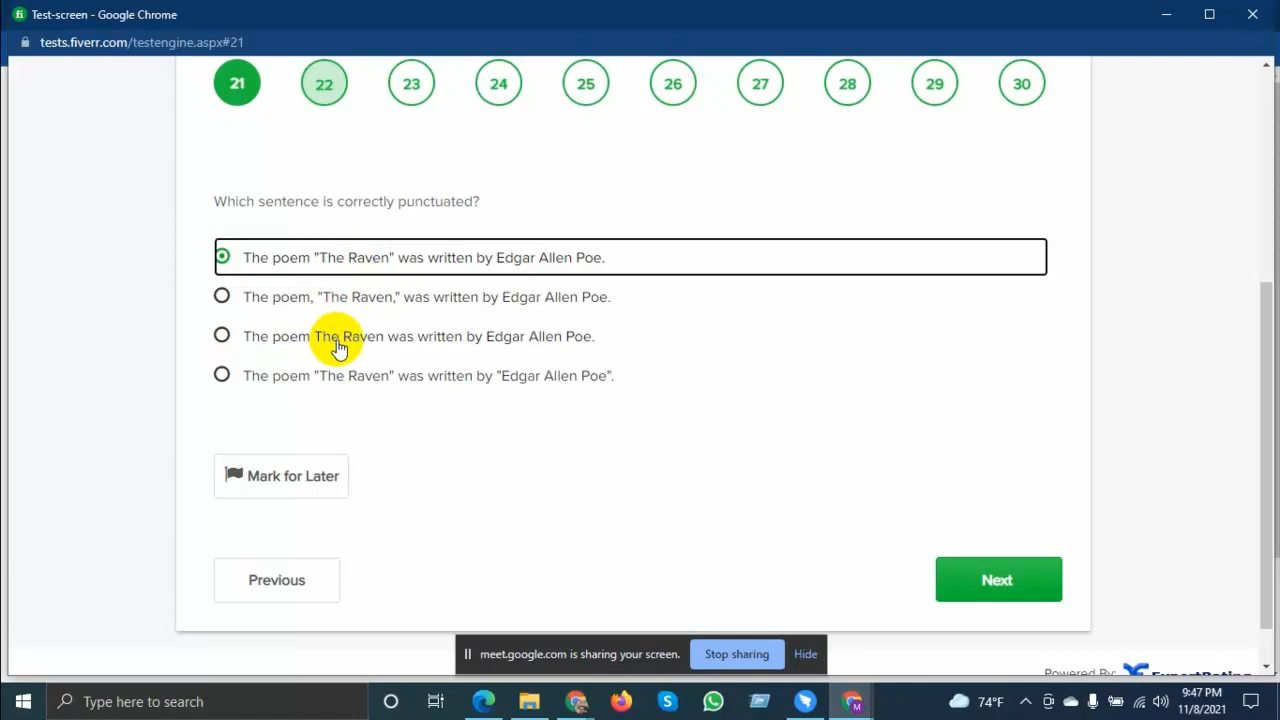 Test-screen - Google Chrome
tests.fiverr.com/testengine.aspx#21
21 22 23 24 25 26 27 28 29 30
Which sentence is correctly punctuated?
The poem "The Raven" was written by Edgar Allen Poe.
The poem, "The Raven," was written by Edgar Allen Poe.
The poem The Raven was written by Edgar Allen Poe.
The poem "The Raven" was written by "Edgar Allen Poe".
Mark for Later
Previous Next
meet.google.com is sharing your screen. Stop sharing Hide
Powered By: ExpertRating
Type here to search 74°F 9:47 PM
11/8/2021